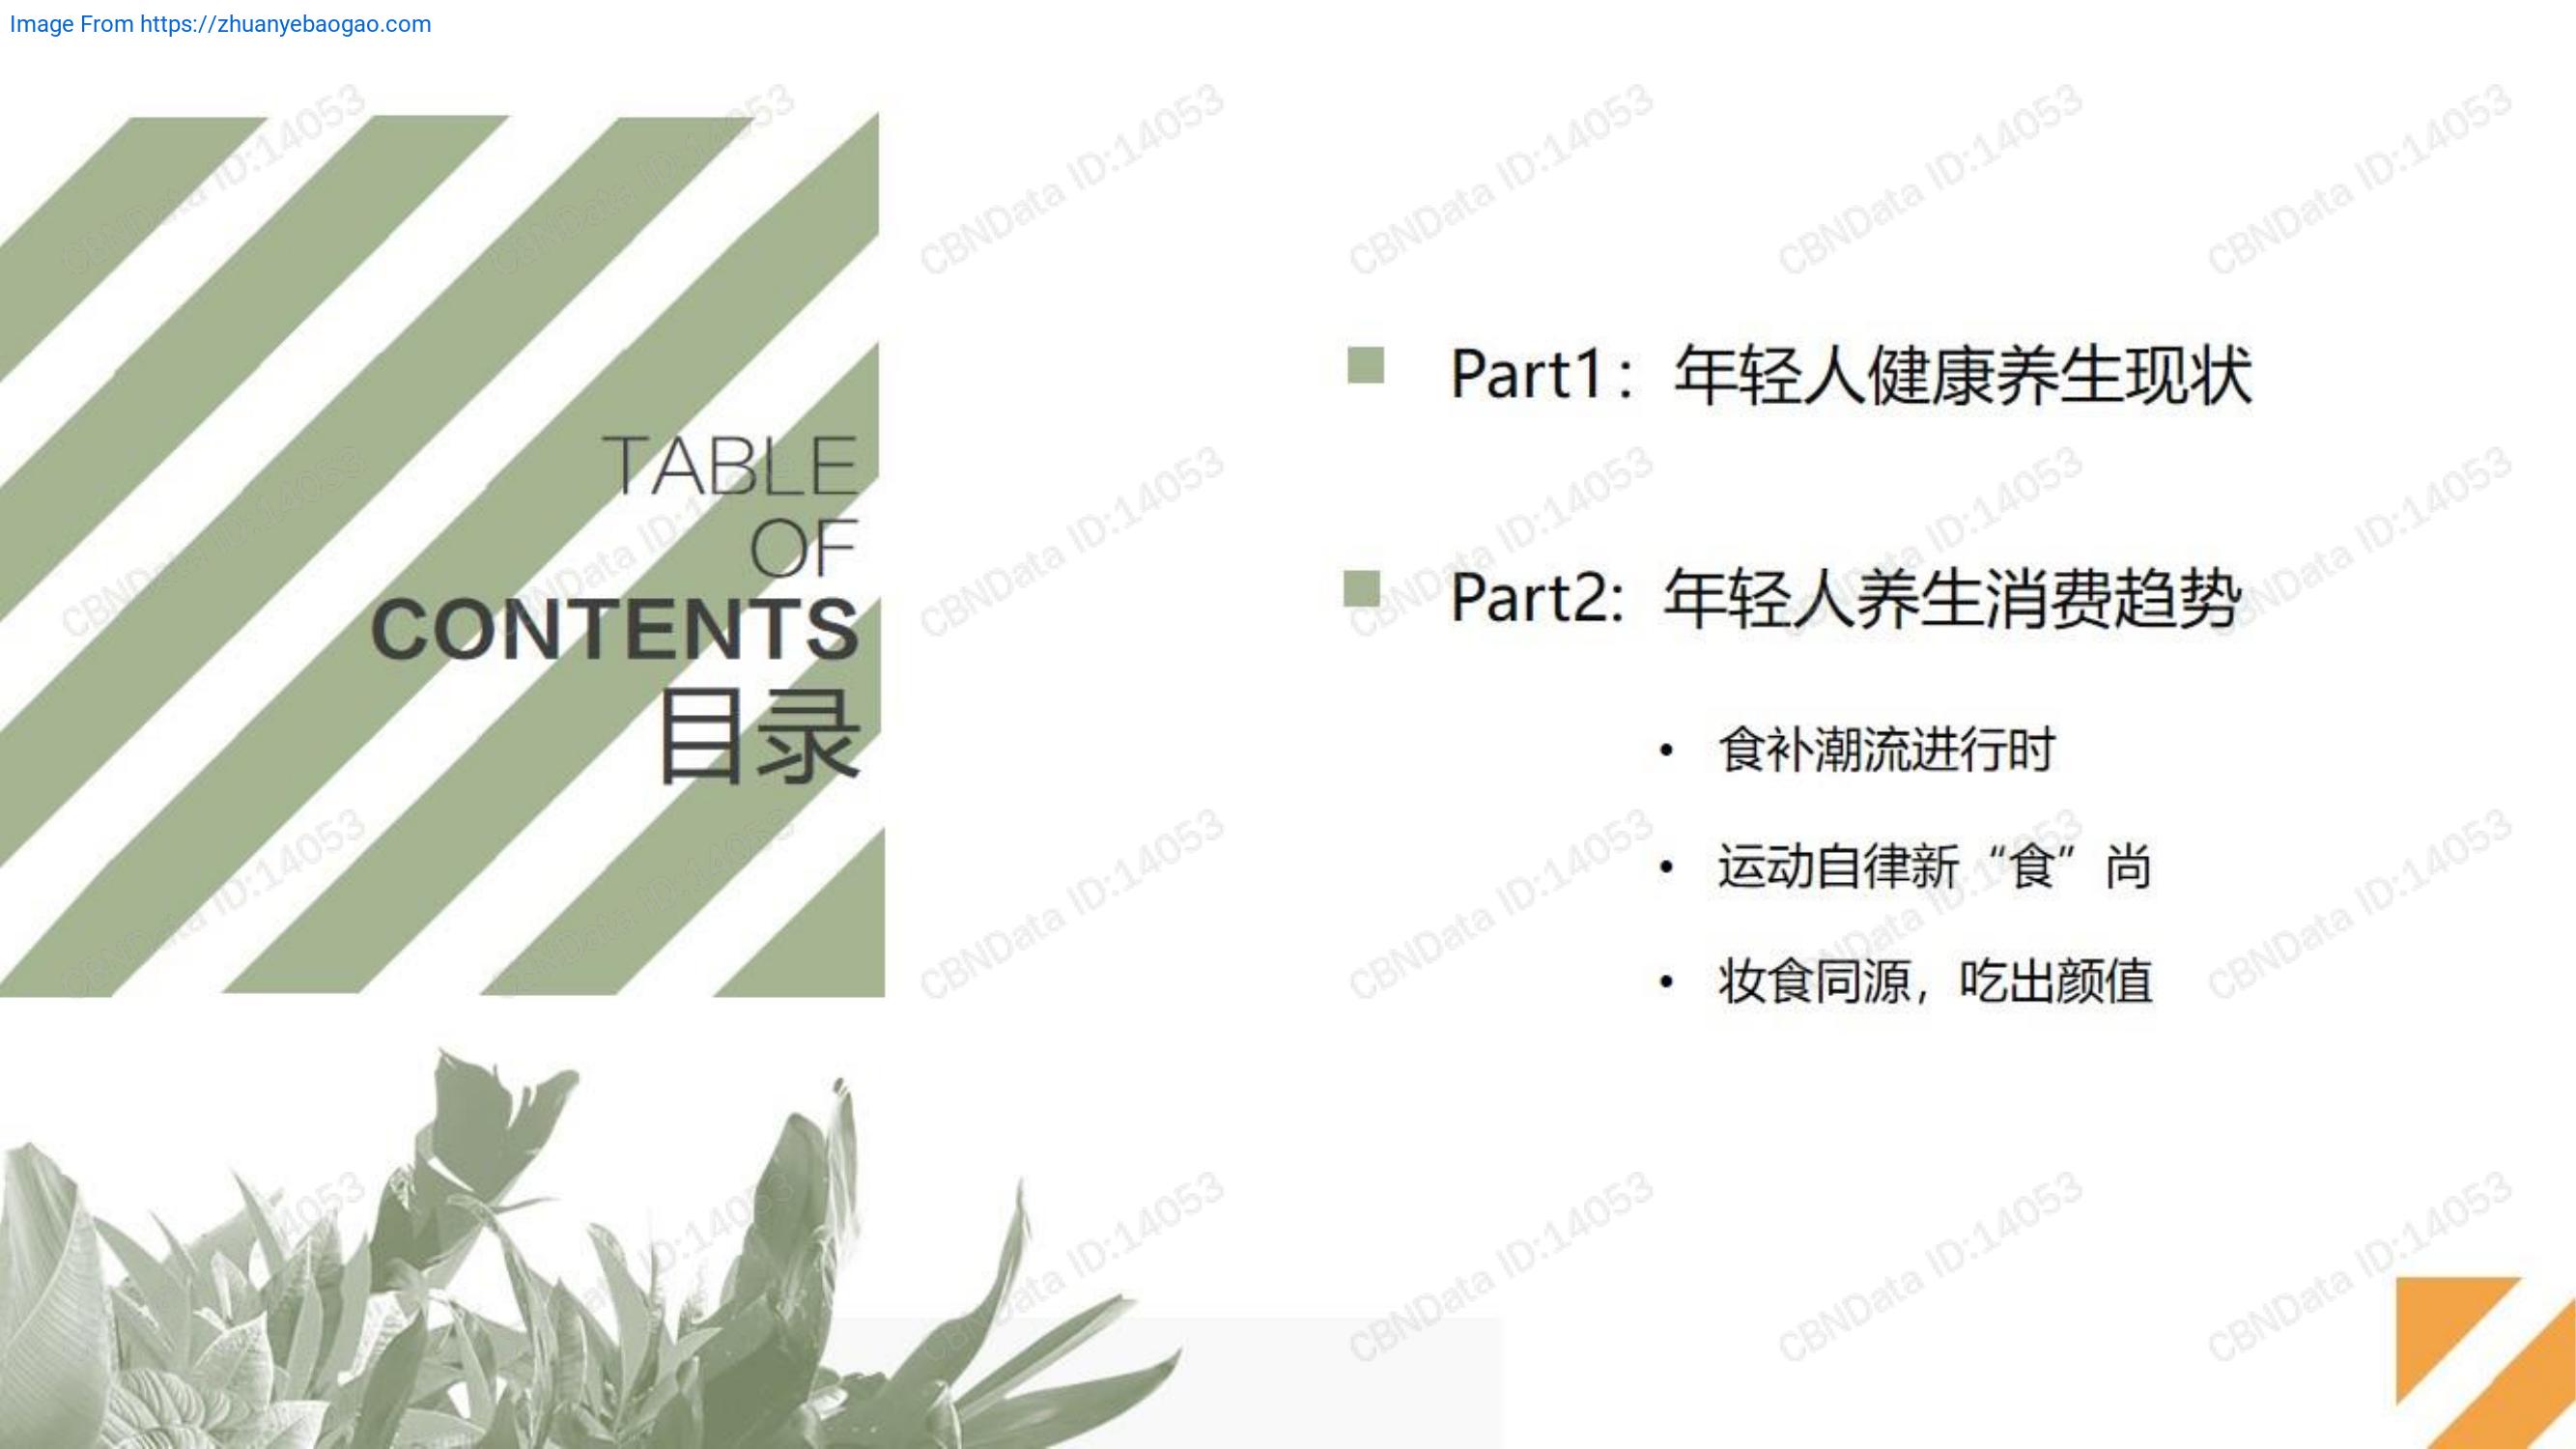 Image From https://zhuanyebaogao.com
TABLE
OF
CONTENTS
目录
Part1：年轻人健康养生现状
Part2：年轻人养生消费趋势
• 食补潮流进行时
• 运动自律新“食”尚
• 妆食同源，吃出颜值
CBNData ID:14053